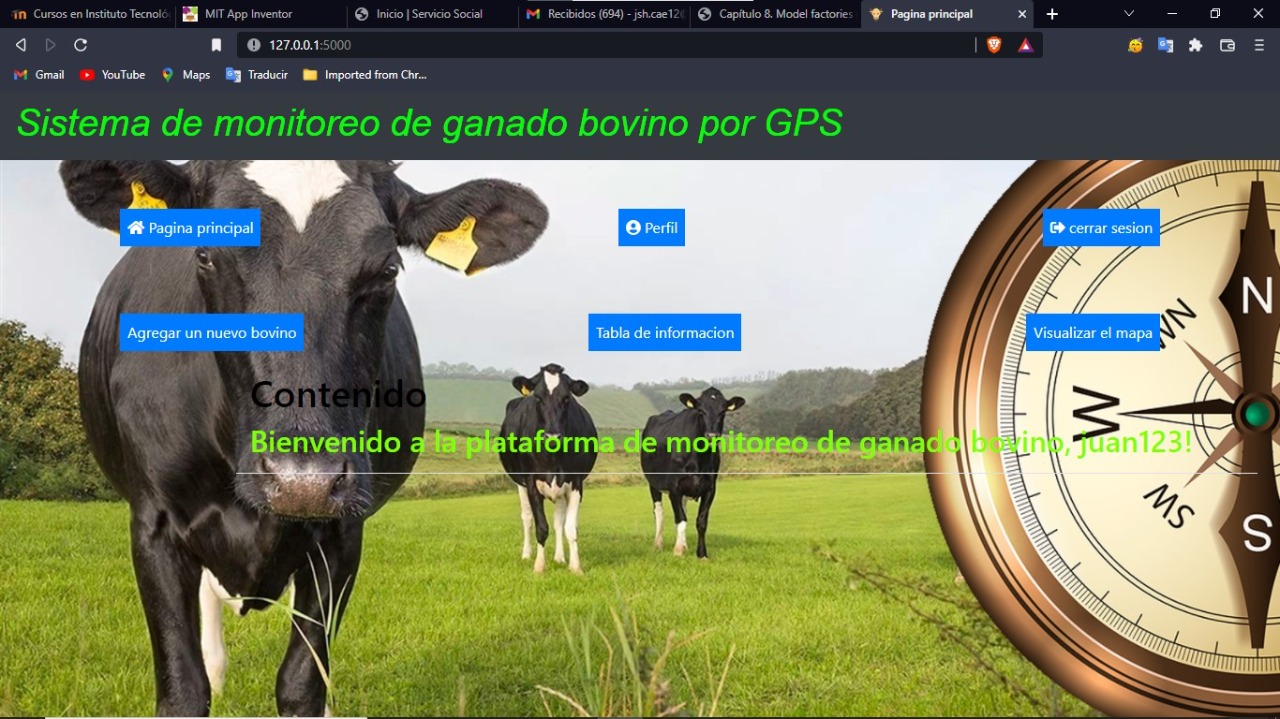 Cursos en Instituto Tecnoló
MIT App Inventor
Inicio | Servicio Social
Recibidos (694) - jsh.cae12
Capítulo 8. Model factories
Pagina principal
127.0.0.1:5000
Gmail
YouTube
Maps
Traducir
Imported from Chr...
Sistema de monitoreo de ganado bovino por GPS
Pagina principal
Perfil
cerrar sesion
Agregar un nuevo bovino
Tabla de informacion
Visualizar el mapa
Contenido
Bienvenido a la plataforma de monitoreo de ganado bovino, juan123!
N
WN
W
SW
S